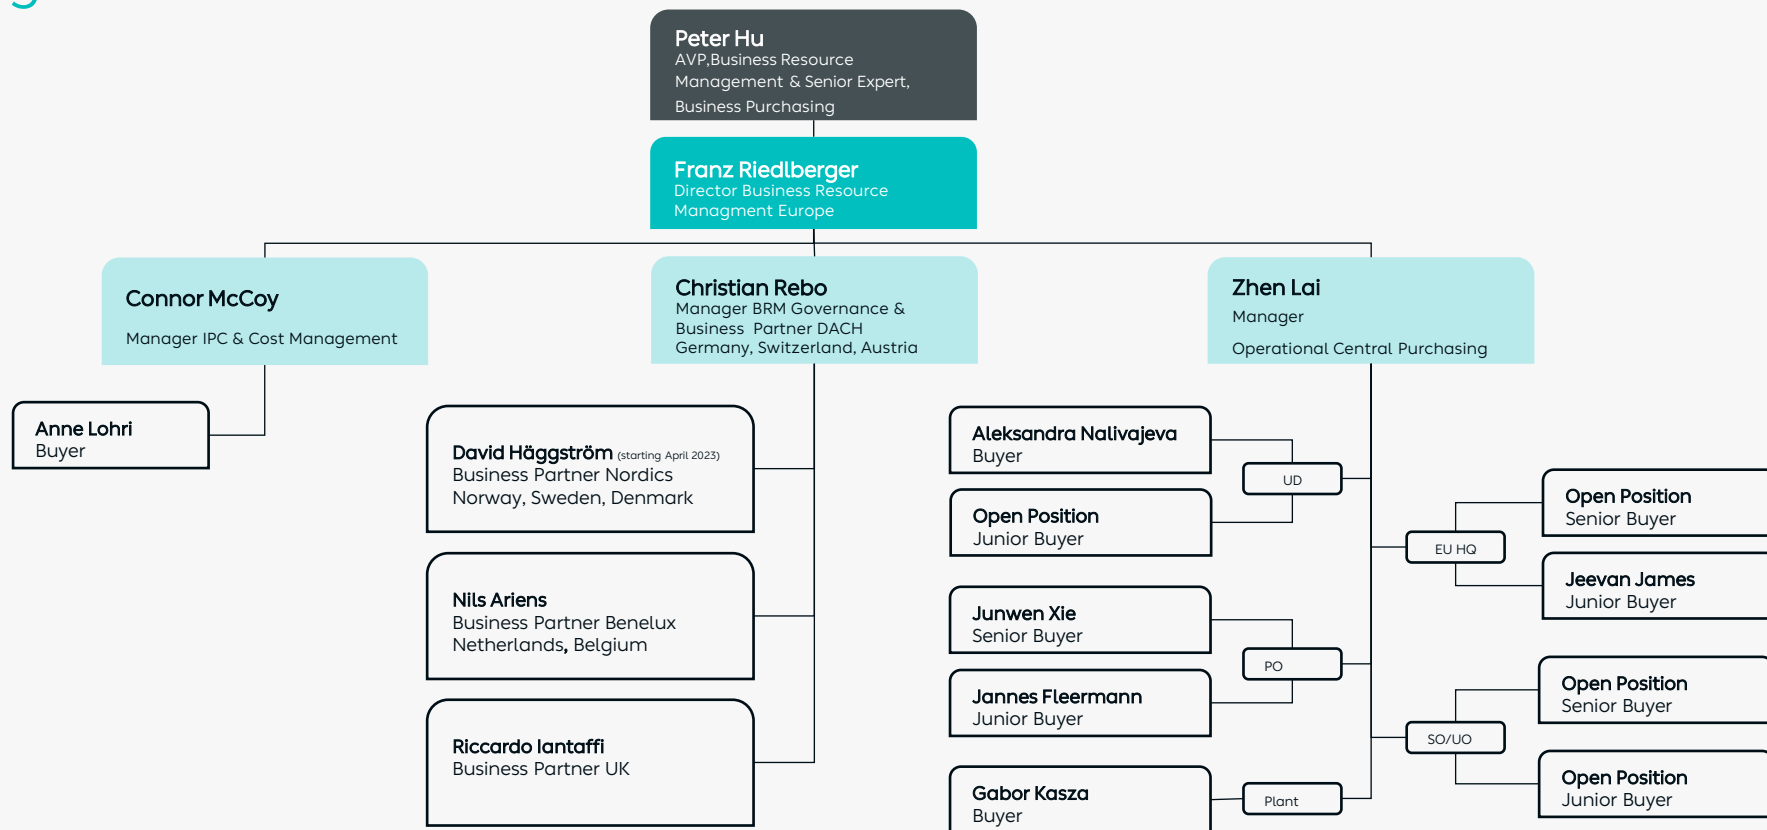 Peter Hu
AVP,Business Resource
Management & Senior Expert,
Business Purchasing
Franz Riedlberger
Director Business Resource
Managment Europe
Connor McCoy
Manager IPC & Cost Management
Christian Rebo
Manager BRM Governance &
Business Partner DACH
Germany, Switzerland, Austria
Zhen Lai
Manager
Operational Central Purchasing
Anne Lohri
Buyer
David Häggström (starting April 2023)
Business Partner Nordics
Norway, Sweden, Denmark
Nils Ariens
Business Partner Benelux
Netherlands, Belgium
Riccardo Iantaffi
Business Partner UK
Aleksandra Nalivajeva
Buyer
UD
Open Position
Junior Buyer
Junwen Xie
Senior Buyer
PO
Jannes Fleermann
Junior Buyer
Gabor Kasza
Buyer
Plant
Open Position
Senior Buyer
EU HQ
Jeevan James
Junior Buyer
Open Position
Senior Buyer
SO/UO
Open Position
Junior Buyer